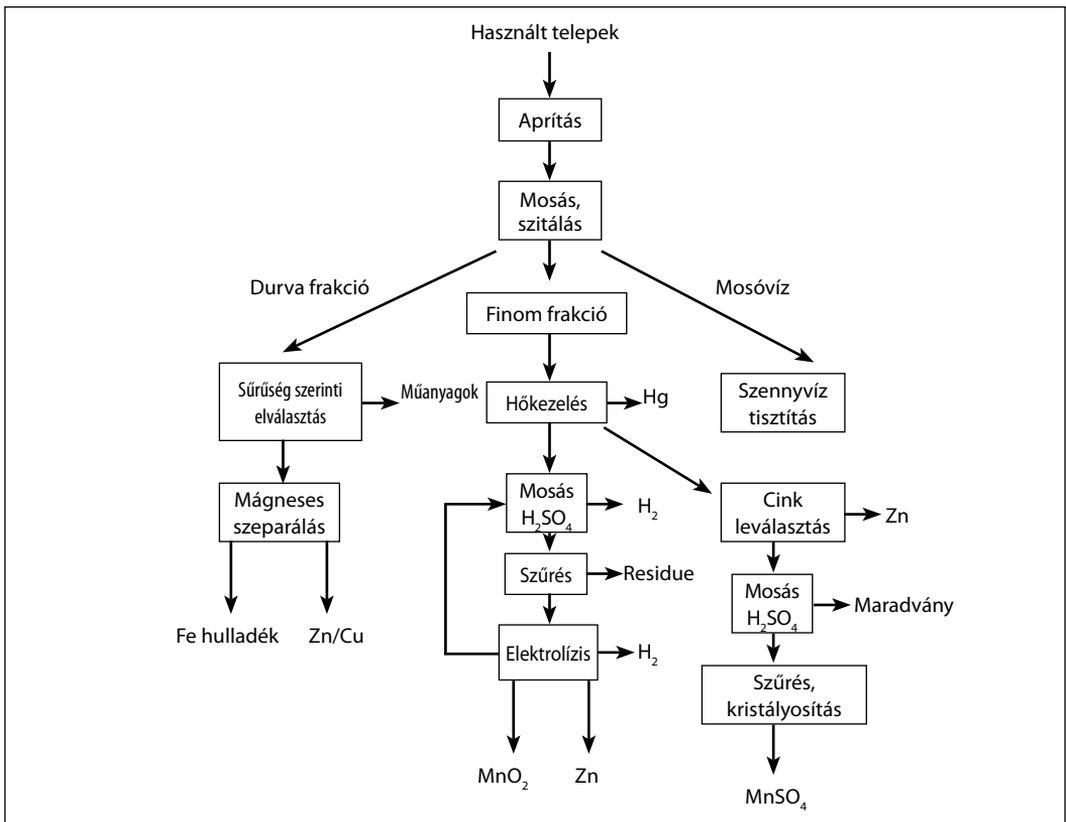 Használt telepek
Aprítás
Mosás,
szitálás
Durva frakció
Mosóvíz
Finom frakció
Sűrűség szerinti
elválasztás
Műanyagok
Hőkezelés
Hg
Szennyvíz
tisztítás
Mágneses
szeparálás
Mosás
H₂SO₄
H₂
Cink
leválasztás
Zn
Szűrés
Residue
Mosás
H₂SO₄
Maradvány
Fe hulladék
Zn/Cu
Elektrolízis
H₂
Szűrés,
kristályosítás
MnO₂
Zn
MnSO₄